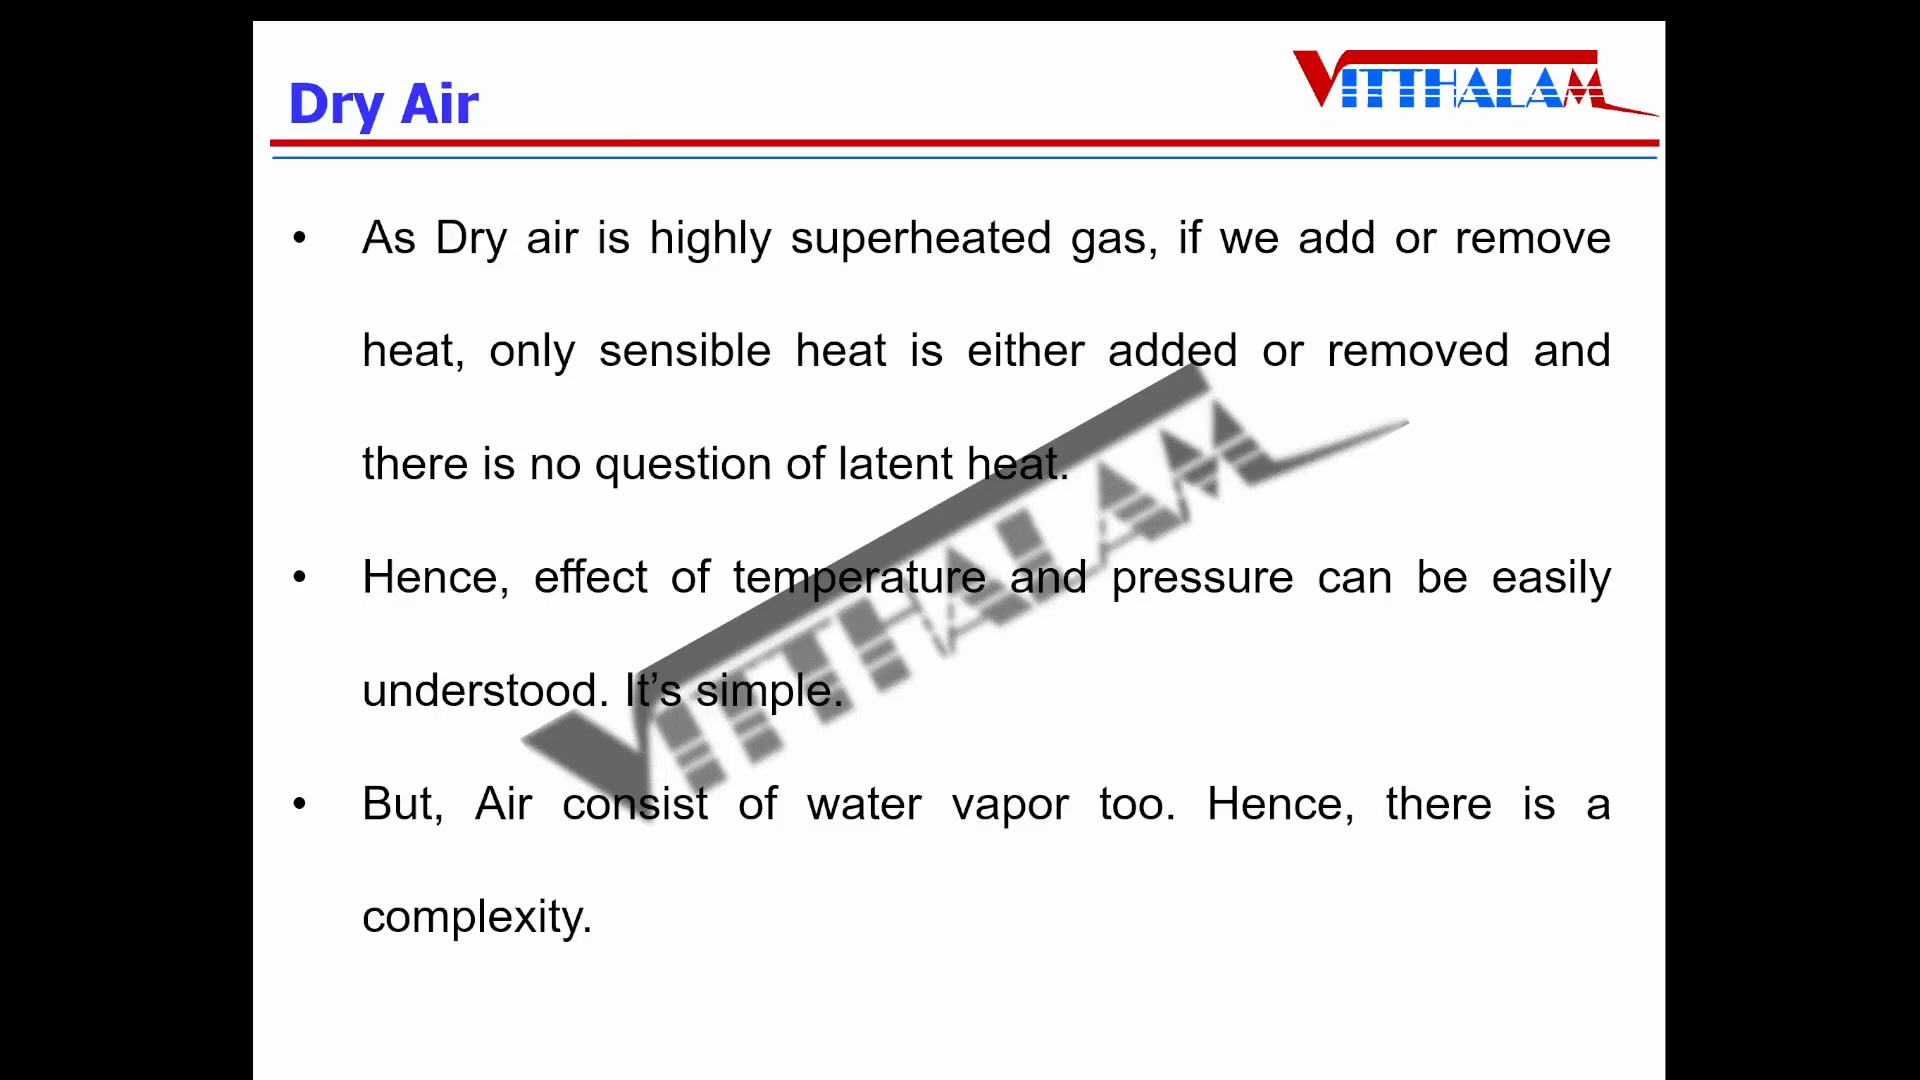 Dry Air
VITTHALAM
• As Dry air is highly superheated gas, if we add or remove
heat, only sensible heat is either added or removed and
there is no question of latent heat.
• Hence, effect of temperature and pressure can be easily
understood. It’s simple.
• But, Air consist of water vapor too. Hence, there is a
complexity.
VITTHALAM